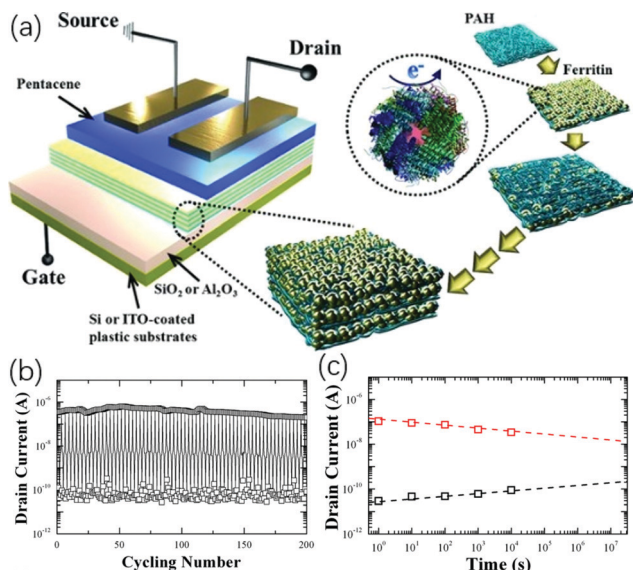 (a)
Source
Drain
Pentacene
Gate
SiO₂ or Al₂O₃
Si or ITO-coated
plastic substrates
e⁻
PAH
Ferritin
(b)
Drain Current (A)
10⁻⁶
10⁻⁸
10⁻¹⁰
10⁻¹²
0
50
100
150
200
Cycling Number
(c)
Drain Current (A)
10⁻⁶
10⁻⁸
10⁻¹⁰
10⁻¹²
10⁰
10¹
10²
10³
10⁴
10⁵
10⁶
10⁷
Time (s)